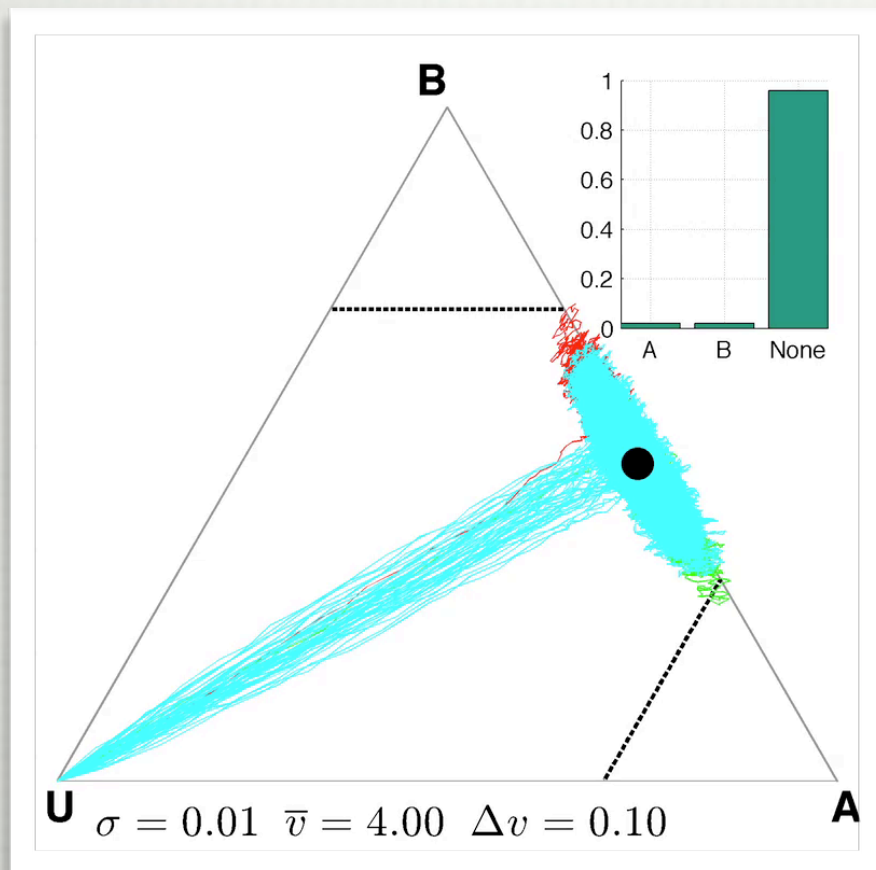 B
1
0.8
0.6
0.4
0.2
0
A B None
U A
σ = 0.01 v̅ = 4.00 Δv = 0.10